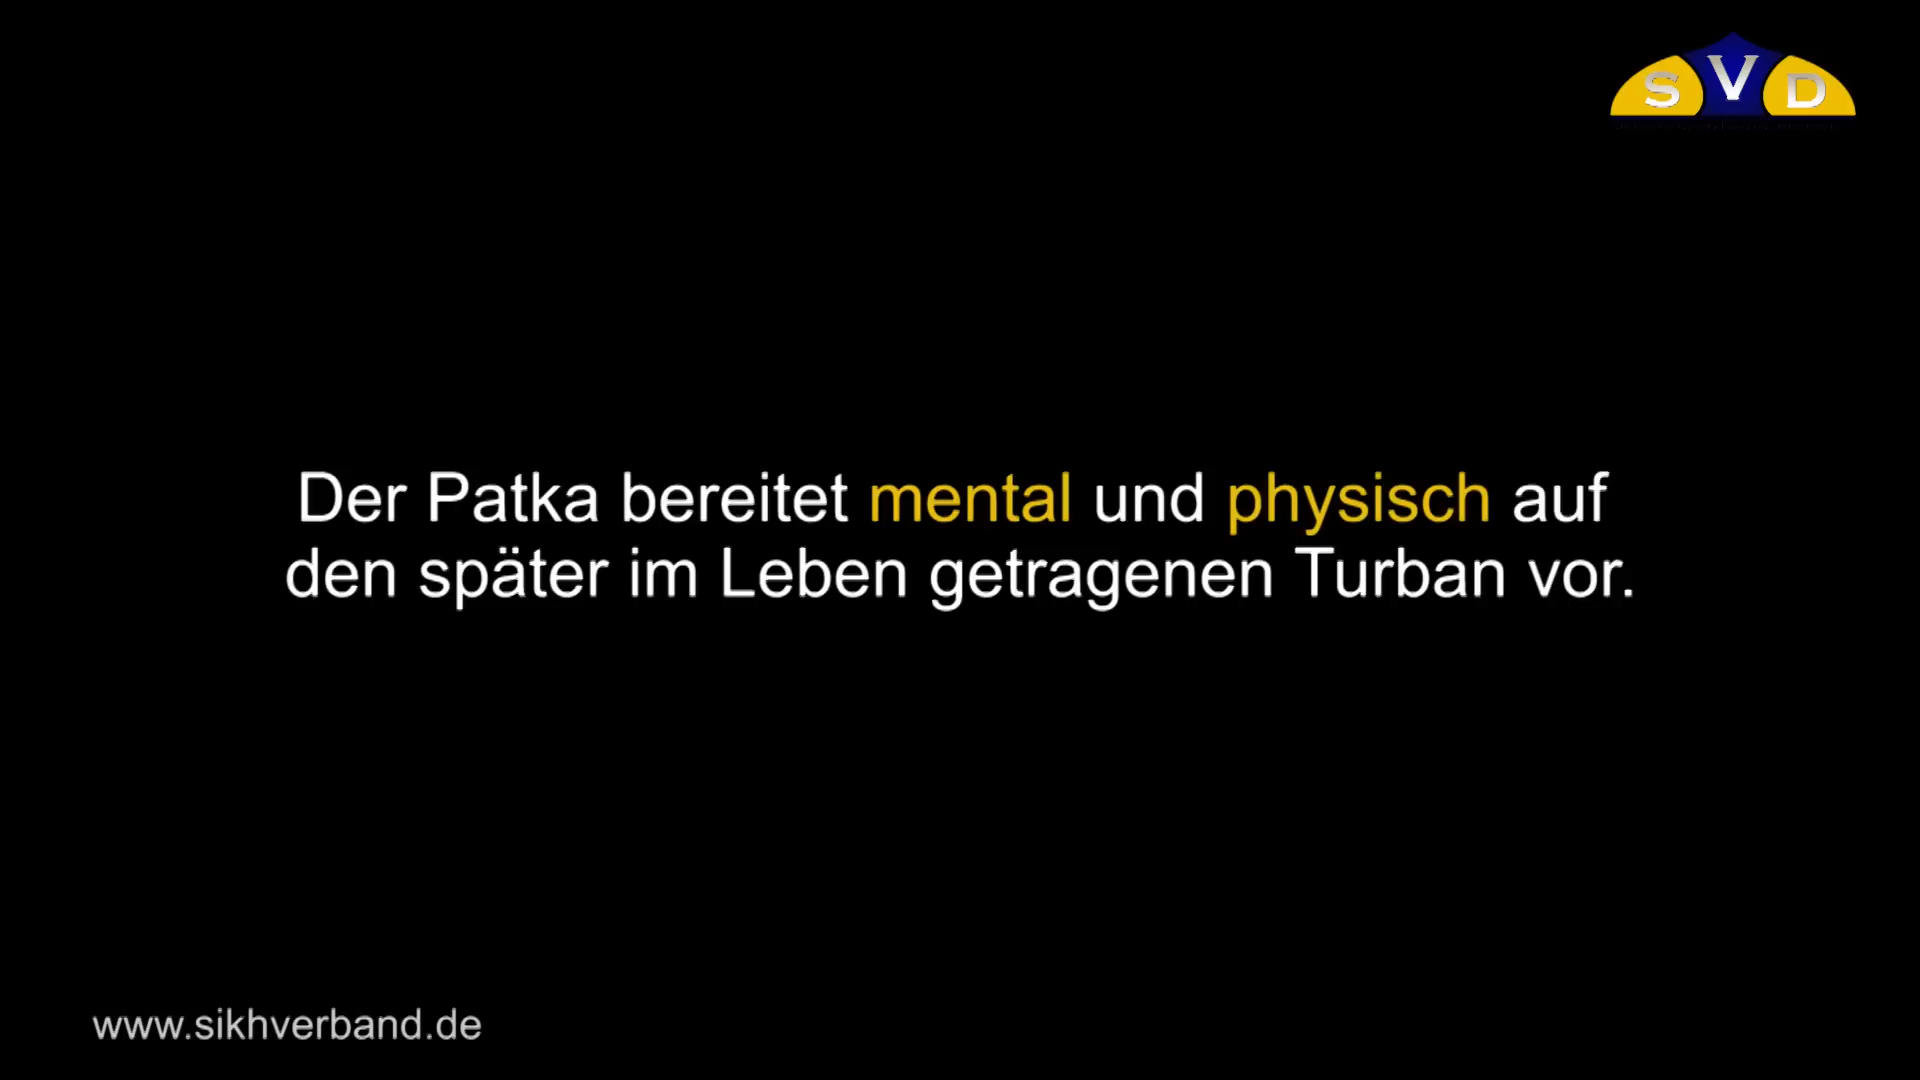 SVD
Der Patka bereitet mental und physisch auf
den später im Leben getragenen Turban vor.
www.sikhverband.de